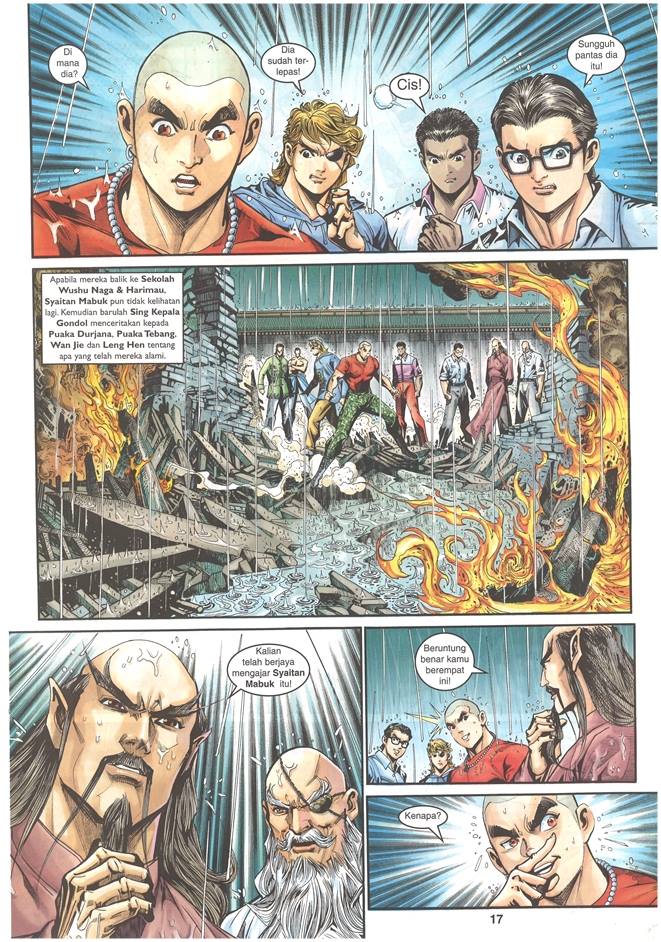 Di
mana
dia?
Dia
sudah ter-
lepas!
Cis!
Sungguh
pantas dia
itu!
Apabila mereka balik ke Sekolah
Wushu Naga & Harimau,
Syaitan Mabuk pun tidak kelihatan
lagi. Kemudian barulah Sing Kepala
Gondol menceritakan kepada
Puaka Durjana, Puaka Tebang,
Wan Jie dan Leng Hen tentang
apa yang telah mereka alami.
Kalian
telah berjaya
mengajar Syaitan
Mabuk itu!
Beruntung
benar kamu
berempat
ini!
Kenapa?
17